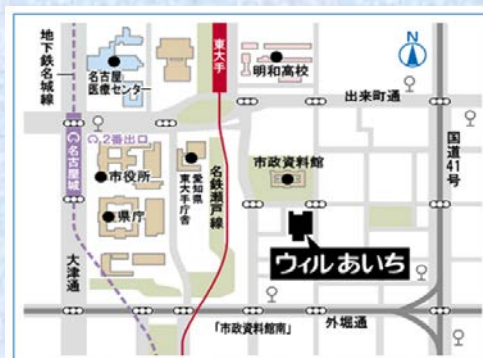 地下鉄名城線
名古屋
医療センター
東大手
明和高校
N
出来町通
2番出口
名古屋城
市役所
愛知県
東大手庁舎
名鉄瀬戸線
市政資料館
国道41号
県庁
ウィルあいち
大津通
「市政資料館南」
外堀通